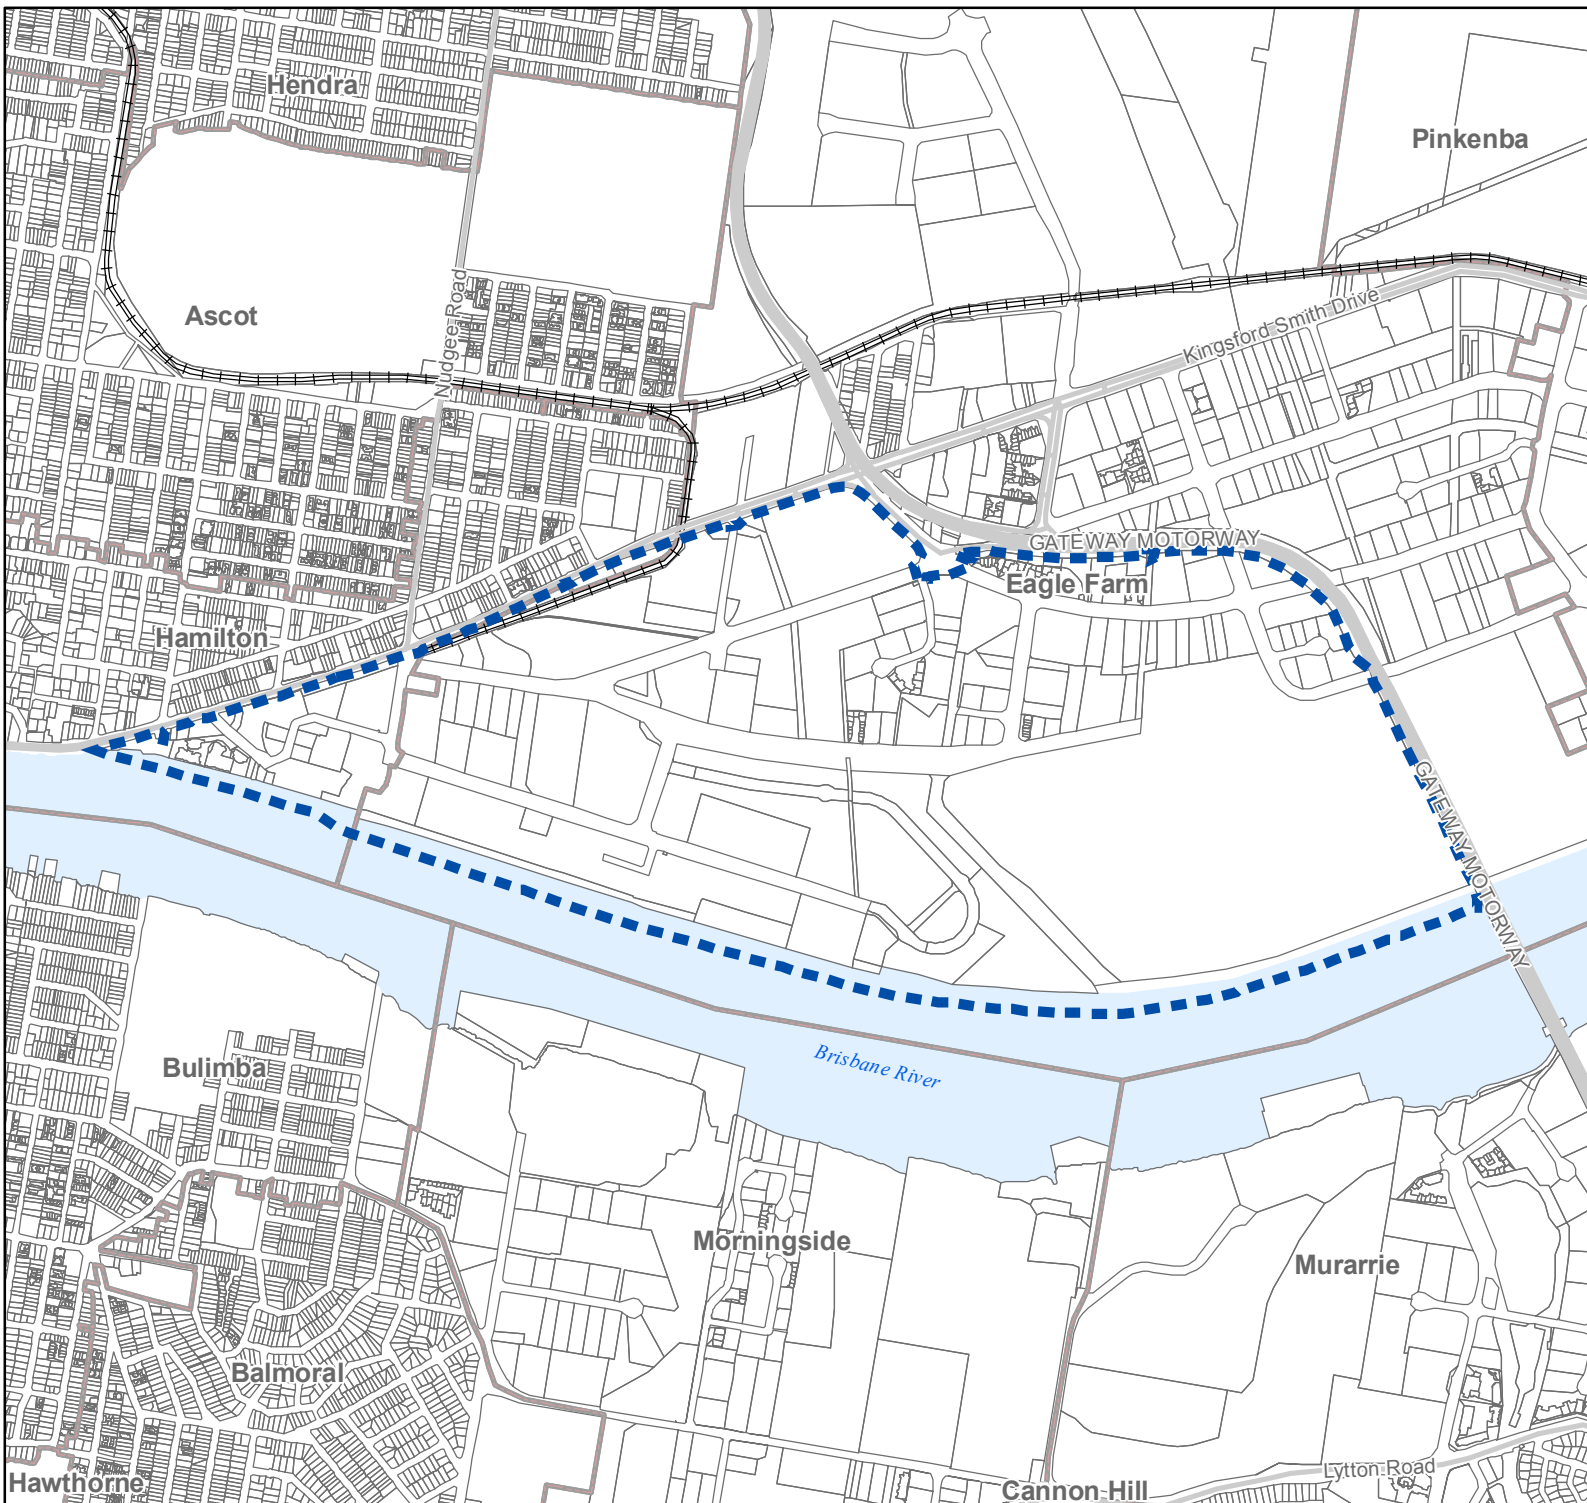 Hendra
Pinkenba
Nudgee Road
Ascot
Kingsford Smith Drive
GATEWAY MOTORWAY
Eagle Farm
Hamilton
GATEWAY MOTORWAY
Brisbane River
Bulimba
Morningside
Murarrie
Balmoral
Lytton Road
Hawthorne
Cannon Hill